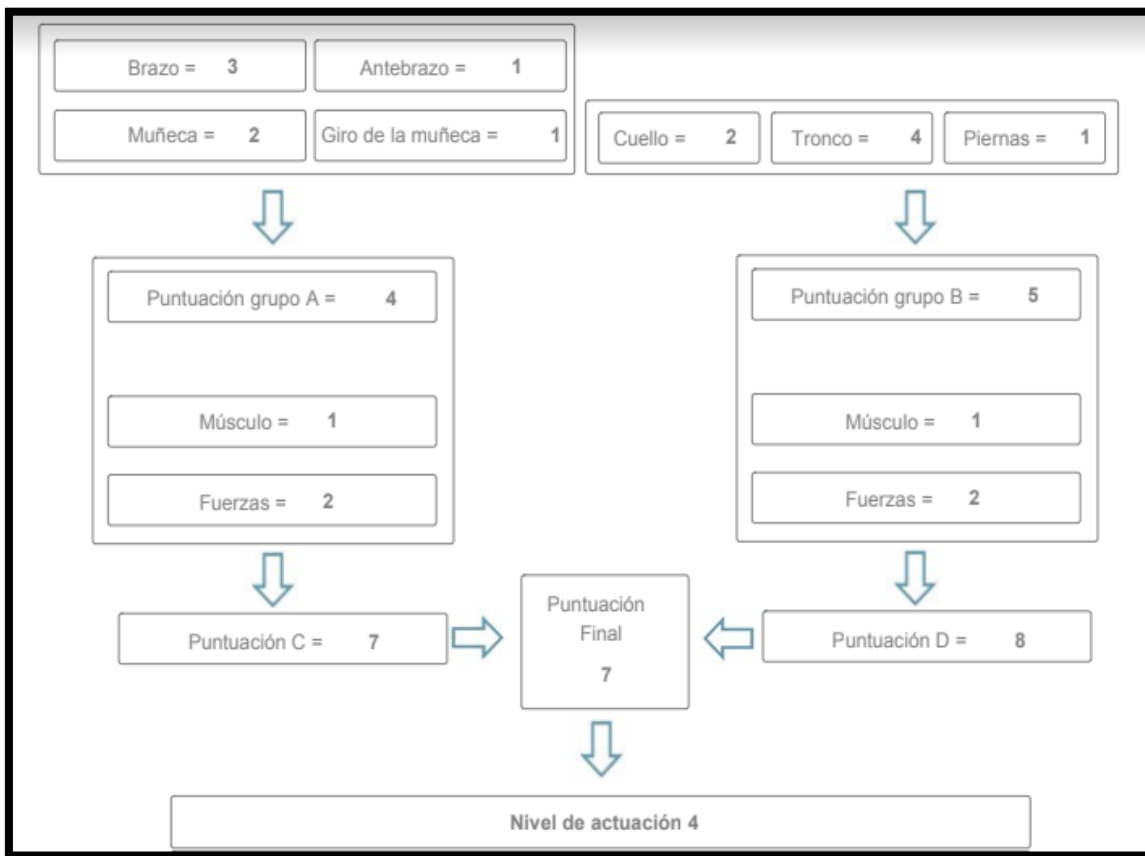 Brazo = 3
Antebrazo = 1
Muñeca = 2
Giro de la muñeca = 1
Cuello = 2
Tronco = 4
Piernas = 1
Puntuación grupo A = 4
Músculo = 1
Fuerzas = 2
Puntuación grupo B = 5
Músculo = 1
Fuerzas = 2
Puntuación C = 7
Puntuación
Final
7
Puntuación D = 8
Nivel de actuación 4